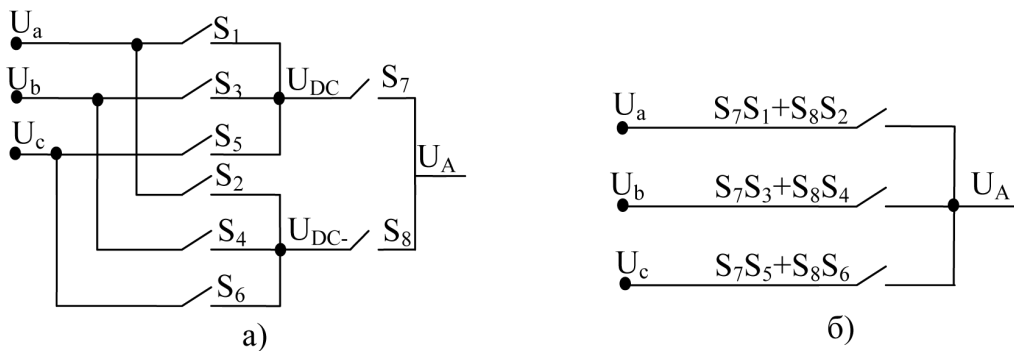 Ua
S1
Ub
S3
UDC
S7
Uc
S5
S2
UA
S4
UDC-
S8
S6
а)
Ua
S7S1+S8S2
Ub
S7S3+S8S4
UA
Uc
S7S5+S8S6
б)